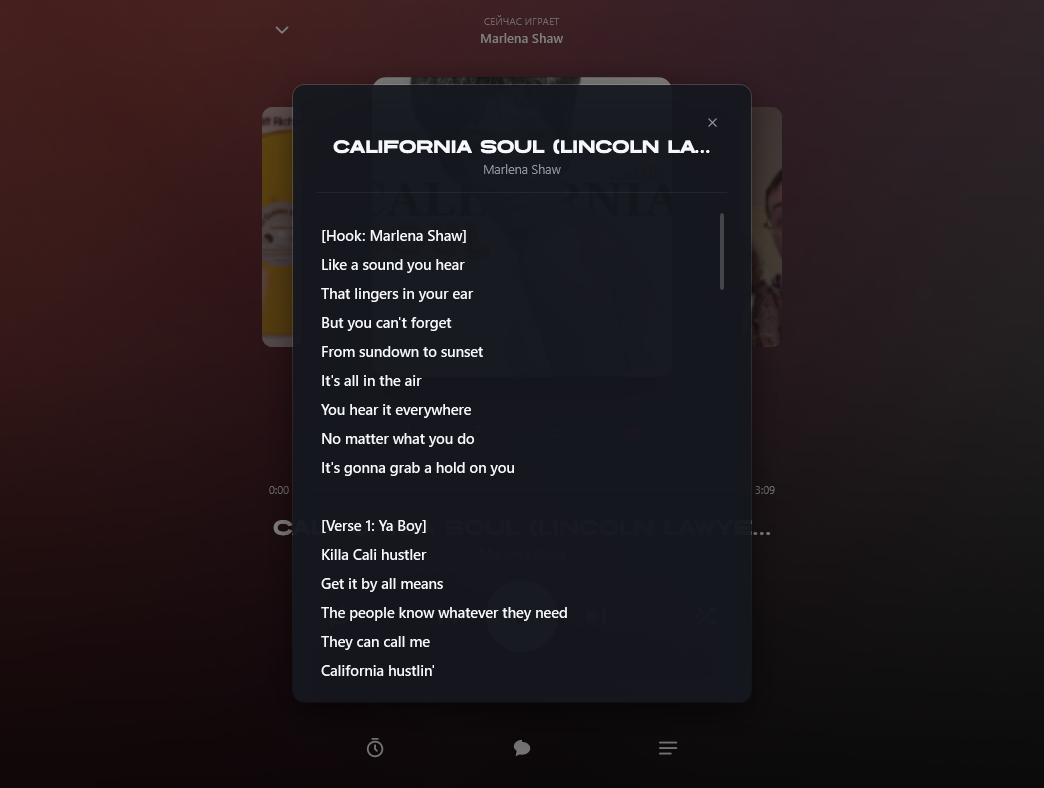 СЕЙЧАС ИГРАЕТ
Marlena Shaw
CALIFORNIA SOUL (LINCOLN LA...
Marlena Shaw
[Hook: Marlena Shaw]
Like a sound you hear
That lingers in your ear
But you can't forget
From sundown to sunset
It's all in the air
You hear it everywhere
No matter what you do
It's gonna grab a hold on you
0:00
3:09
[Verse 1: Ya Boy]
CALIFORNIA SOUL (LINCOLN LAWYE...
Killa Cali hustler
Get it by all means
The people know whatever they need
They can call me
California hustlin'